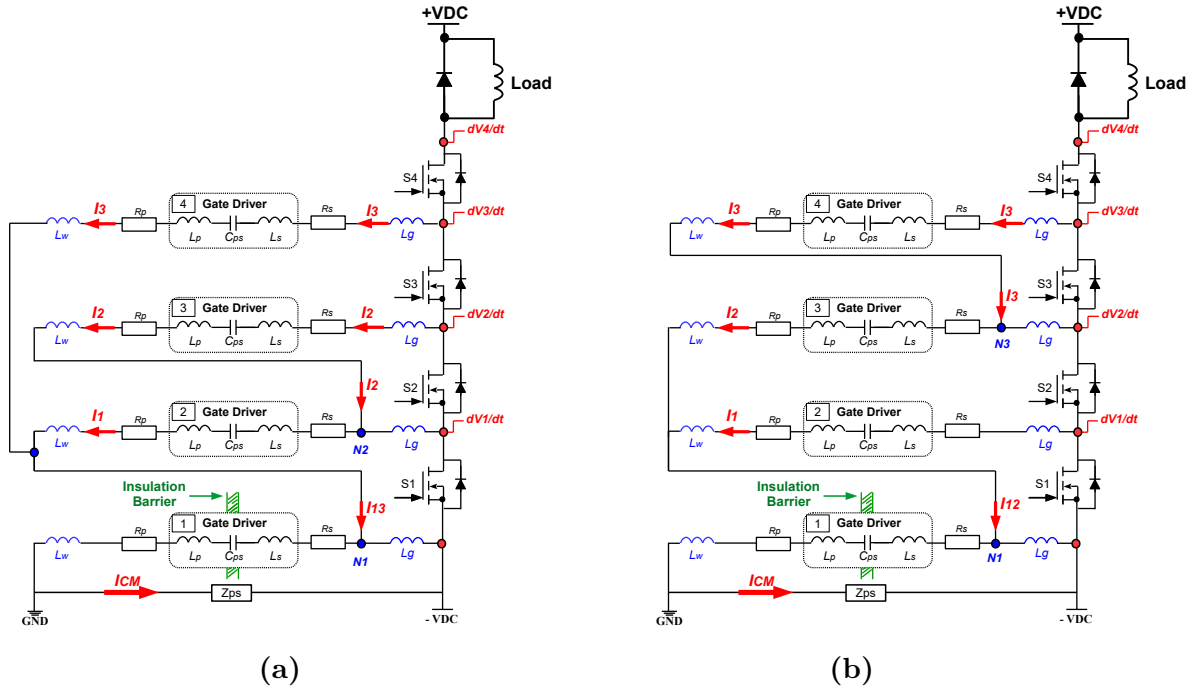 +VDC
Load
dV4/dt
S4
I3 Rp 4 Gate Driver Rs I3 dV3/dt
Lw Lp Cps Ls Lg
S3
I2 Rp 3 Gate Driver Rs I2 dV2/dt
Lw Lp Cps Ls Lg
I2 S2
I1 Rp 2 Gate Driver Rs dV1/dt
Lw Lp Cps Ls N2 Lg
Insulation
Barrier
S1
I13
Rp 1 Gate Driver Rs
Lw Lp Cps Ls N1 Lg
ICM Zps
GND - VDC
(a)
+VDC
Load
dV4/dt
S4
I3 Rp 4 Gate Driver Rs I3 dV3/dt
Lw Lp Cps Ls Lg
I3 S3
I2 Rp 3 Gate Driver Rs dV2/dt
Lw Lp Cps Ls N3 Lg
S2
I1 Rp 2 Gate Driver Rs dV1/dt
Lw Lp Cps Ls Lg
Insulation
Barrier
S1
I12
Rp 1 Gate Driver Rs
Lw Lp Cps Ls N1 Lg
ICM Zps
GND - VDC
(b)